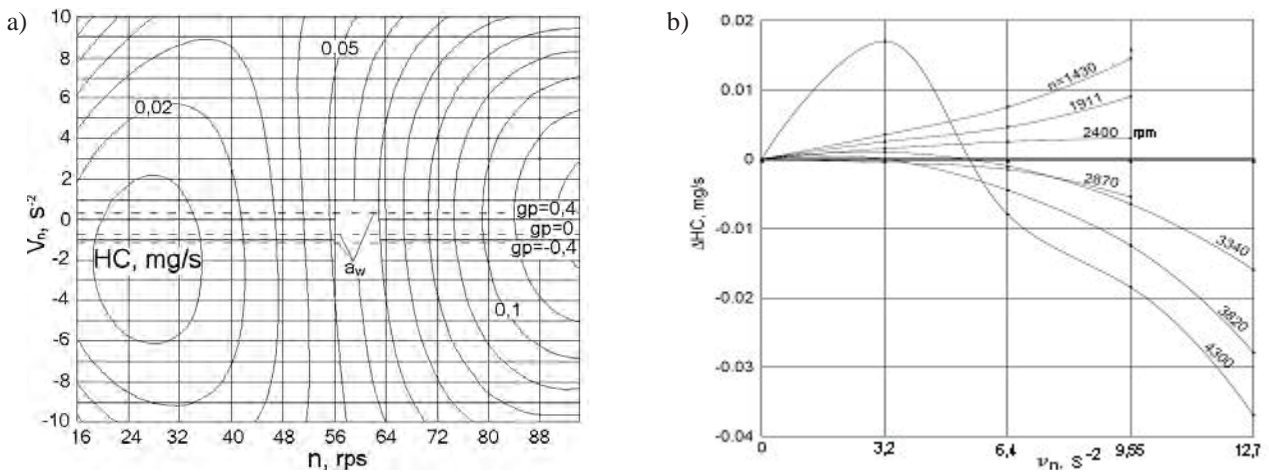 a)
10
8
6
4
2
0
-2
-4
-6
-8
-10
Vn, s-2
0,02
0,05
0,1
HC, mg/s
gp=0,4
gp=0
gp=-0,4
aw
16 24 32 40 48 56 64 72 80 88
n, rps
b)
0.02
0.01
0
-0.01
-0.02
-0.03
-0.04
ΔHC, mg/s
n=1430
1911
2400 rpm
2870
3340
3820
4300
0 3,2 6,4 9,55 12,7
νn, s-2